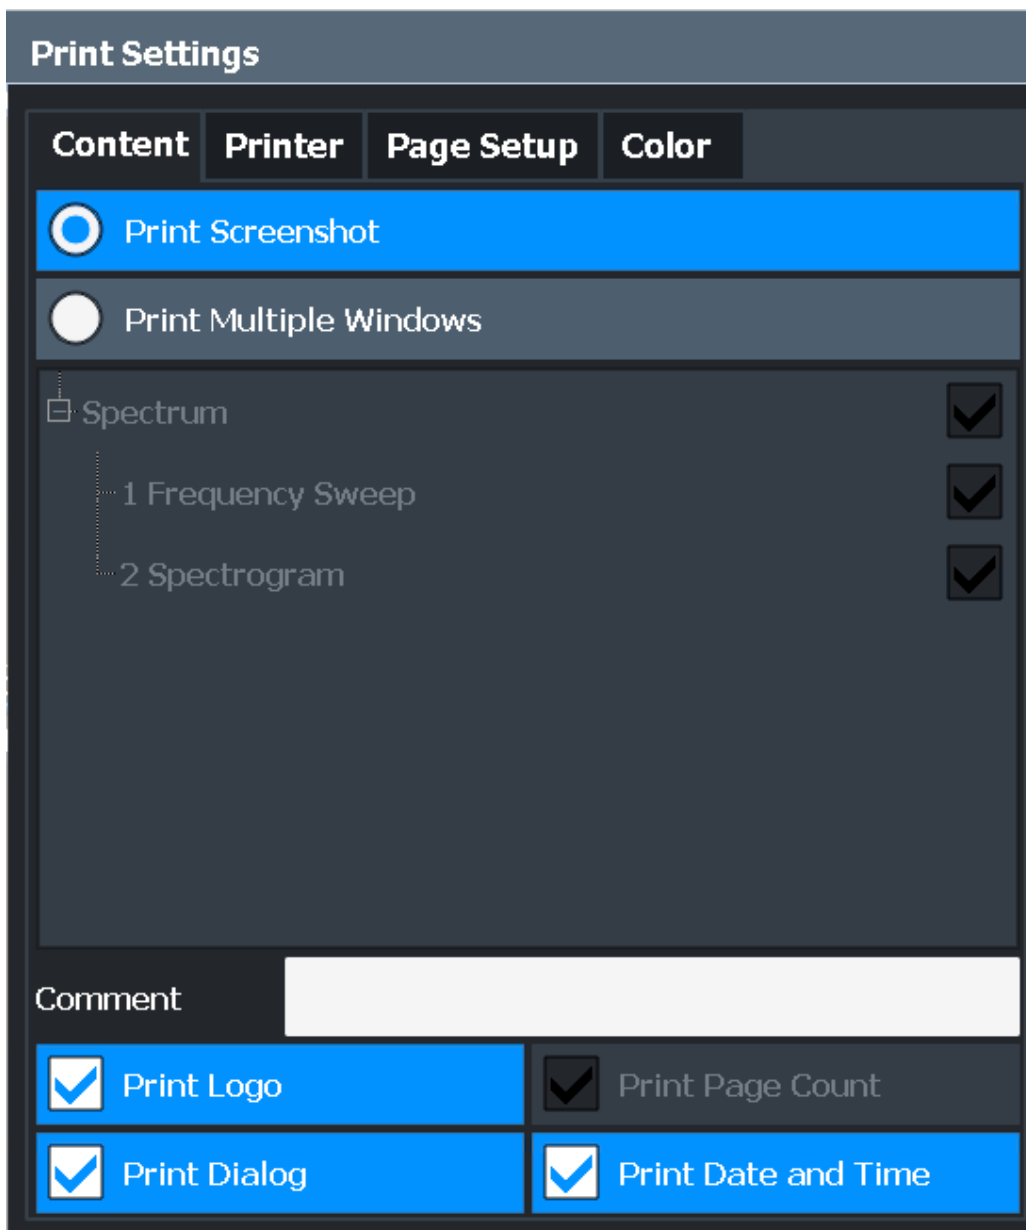 Print Settings
Content Printer Page Setup Color
Print Screenshot
Print Multiple Windows
Spectrum
1 Frequency Sweep
2 Spectrogram
Comment
Print Logo Print Page Count
Print Dialog Print Date and Time